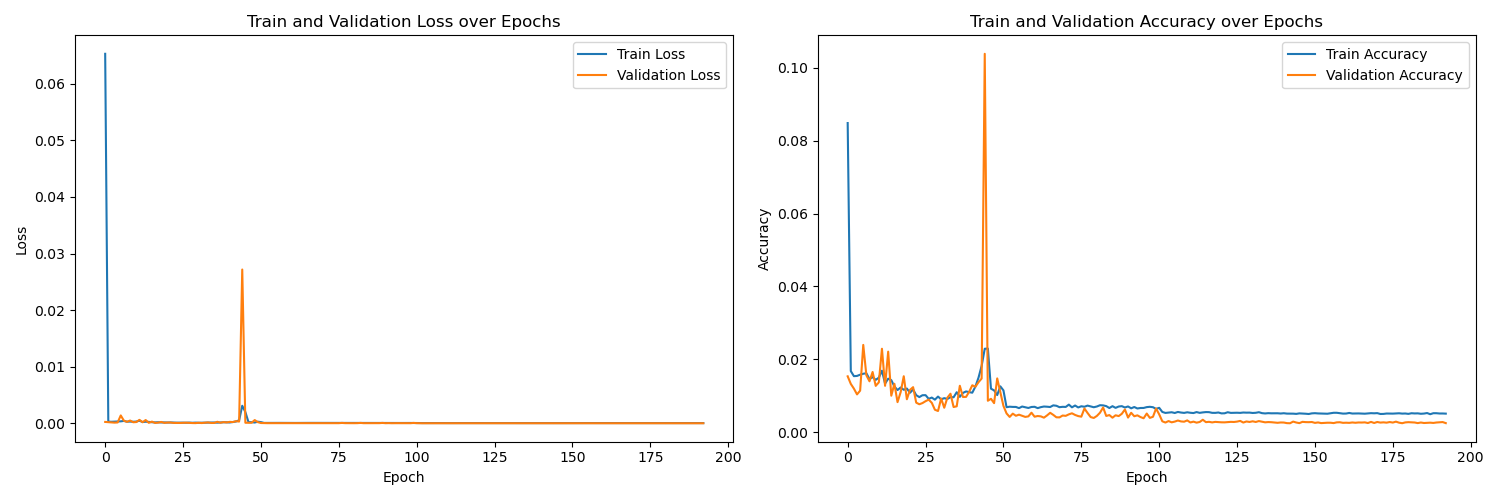 Train and Validation Loss over Epochs
Train Loss
Validation Loss
0.06
0.05
0.04
0.03
0.02
0.01
0.00
Loss
0 25 50 75 100 125 150 175 200
Epoch
Train and Validation Accuracy over Epochs
Train Accuracy
Validation Accuracy
0.10
0.08
0.06
0.04
0.02
0.00
Accuracy
0 25 50 75 100 125 150 175 200
Epoch